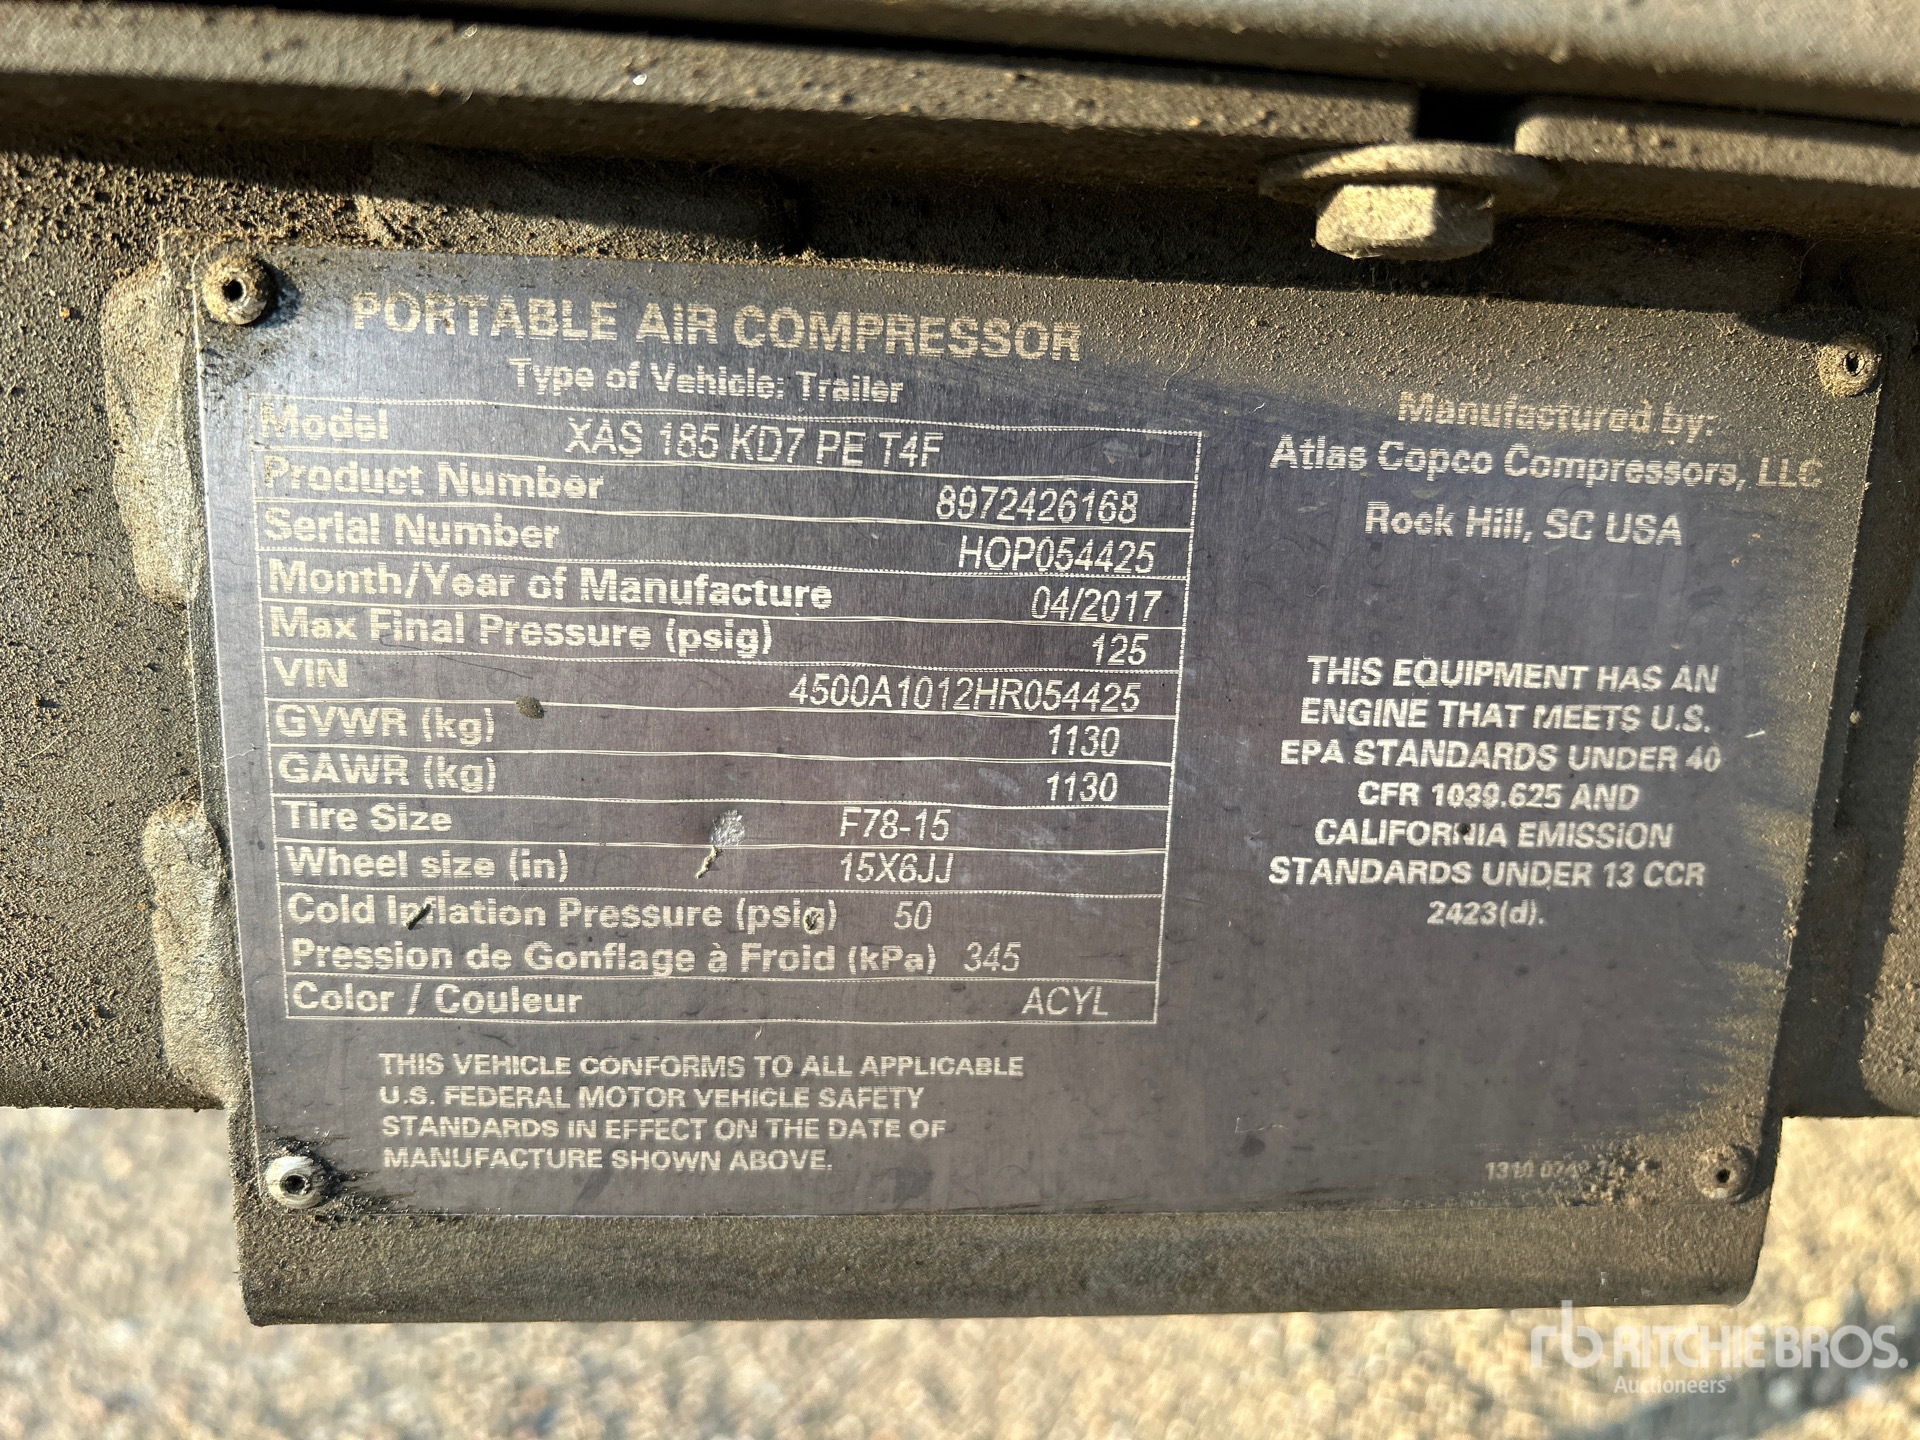 PORTABLE AIR COMPRESSOR
Type of Vehicle: Trailer
Model XAS 185 KD7 PE T4F
Product Number 8972426168
Serial Number HOP054425
Month/Year of Manufacture 04/2017
Max Final Pressure (psig) 125
VIN 4500A1012HR054425
GVWR (kg) 1130
GAWR (kg) 1130
Tire Size F78-15
Wheel size (in) 15X6JJ
Cold Inflation Pressure (psig) 50
Pression de Gonflage à Froid (kPa) 345
Color / Couleur ACYL
THIS VEHICLE CONFORMS TO ALL APPLICABLE
U.S. FEDERAL MOTOR VEHICLE SAFETY
STANDARDS IN EFFECT ON THE DATE OF
MANUFACTURE SHOWN ABOVE.
Manufactured by:
Atlas Copco Compressors, LLC
Rock Hill, SC USA
THIS EQUIPMENT HAS AN
ENGINE THAT MEETS U.S.
EPA STANDARDS UNDER 40
CFR 1039.625 AND
CALIFORNIA EMISSION
STANDARDS UNDER 13 CCR
2423(d).
rb RITCHIE BROS.
Auctioneers